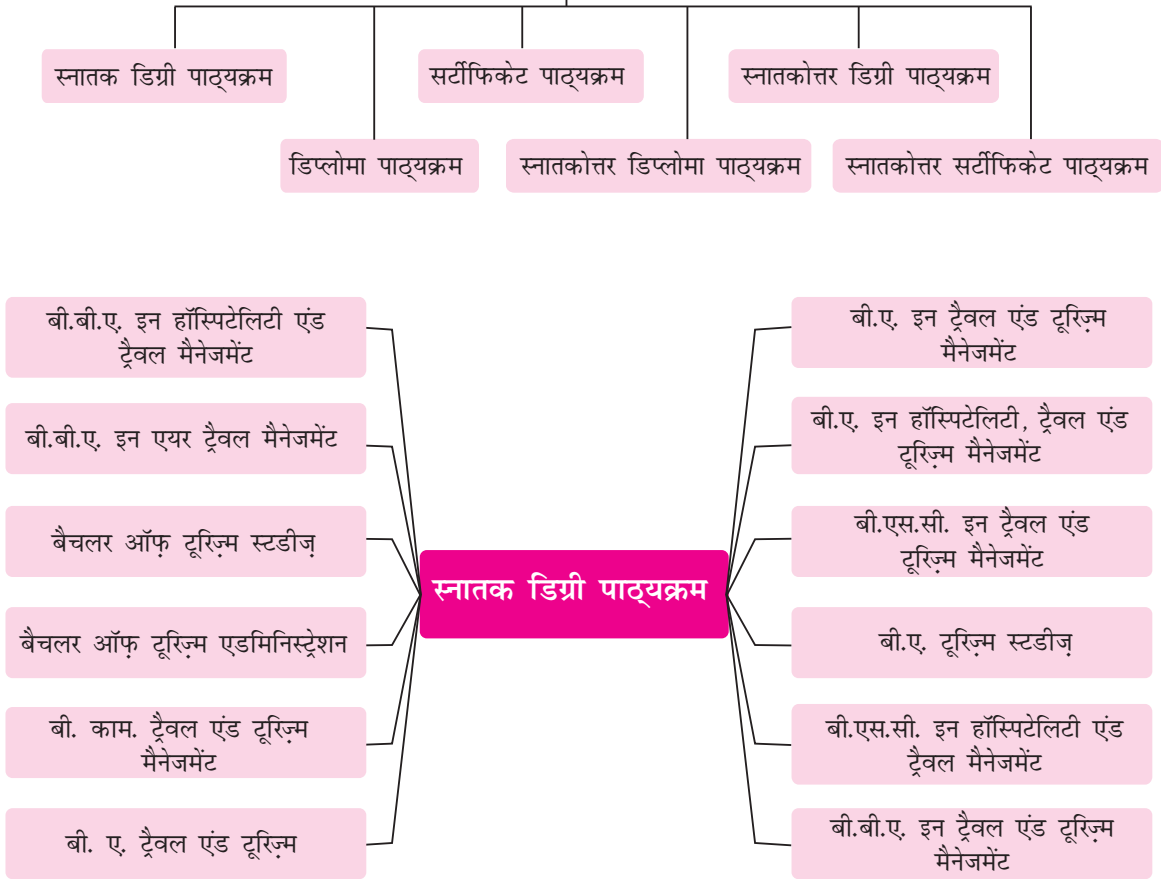 स्नातक डिग्री पाठ्यक्रम
सर्टीफिकेट पाठ्यक्रम
स्नातकोत्तर डिग्री पाठ्यक्रम
डिप्लोमा पाठ्यक्रम
स्नातकोत्तर डिप्लोमा पाठ्यक्रम
स्नातकोत्तर सर्टीफिकेट पाठ्यक्रम
बी.बी.ए. इन हॉस्पिटेलिटी एंड
ट्रैवल मैनेजमेंट
बी.बी.ए. इन एयर ट्रैवल मैनेजमेंट
बैचलर ऑफ़ टूरिज़्म स्टडीज़
बैचलर ऑफ़ टूरिज़्म एडमिनिस्ट्रेशन
बी. काम. ट्रैवल एंड टूरिज़्म
मैनेजमेंट
बी. ए. ट्रैवल एंड टूरिज़्म
स्नातक डिग्री पाठ्यक्रम
बी.ए. इन ट्रैवल एंड टूरिज़्म
मैनेजमेंट
बी.ए. इन हॉस्पिटेलिटी, ट्रैवल एंड
टूरिज़्म मैनेजमेंट
बी.एस.सी. इन ट्रैवल एंड
टूरिज़्म मैनेजमेंट
बी.ए. टूरिज़्म स्टडीज़
बी.एस.सी. इन हॉस्पिटेलिटी एंड
ट्रैवल मैनेजमेंट
बी.बी.ए. इन ट्रैवल एंड टूरिज़्म
मैनेजमेंट